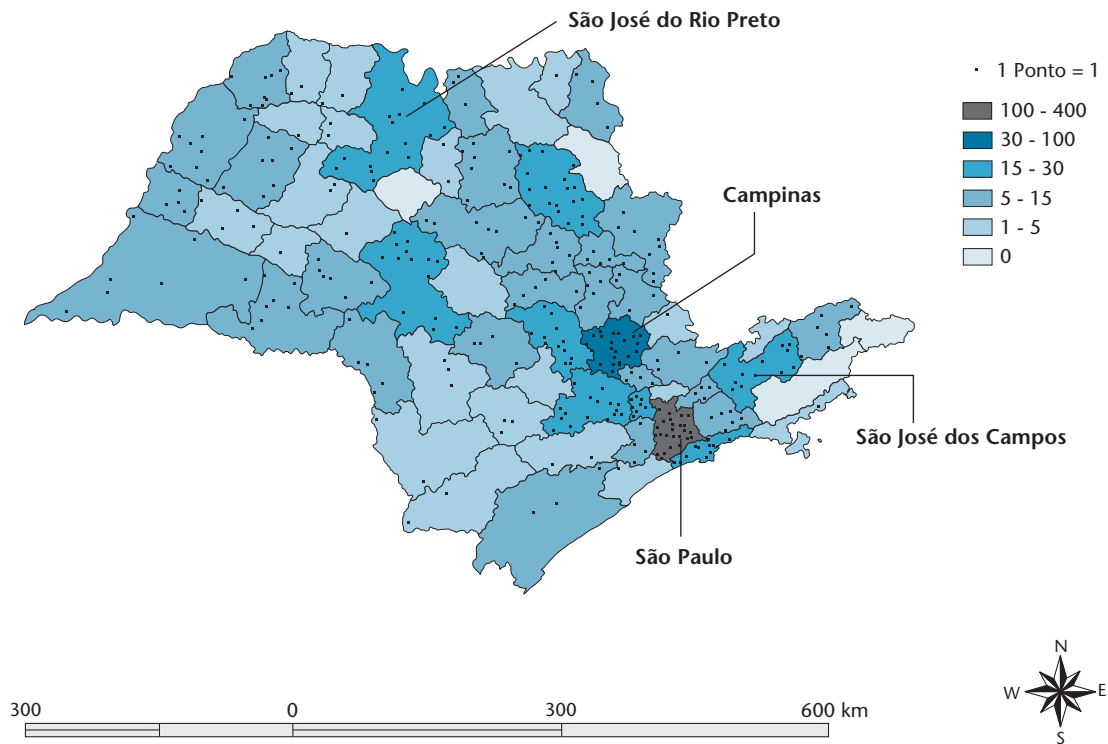 São José do Rio Preto
1 Ponto = 1
100 - 400
30 - 100
15 - 30
5 - 15
1 - 5
0
Campinas
São José dos Campos
São Paulo
N
W E
S
300 0 300 600 km